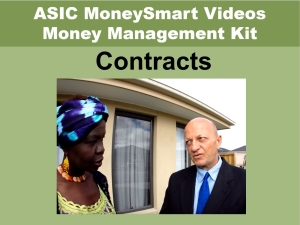 ASIC MoneySmart Videos
Money Management Kit
Contracts